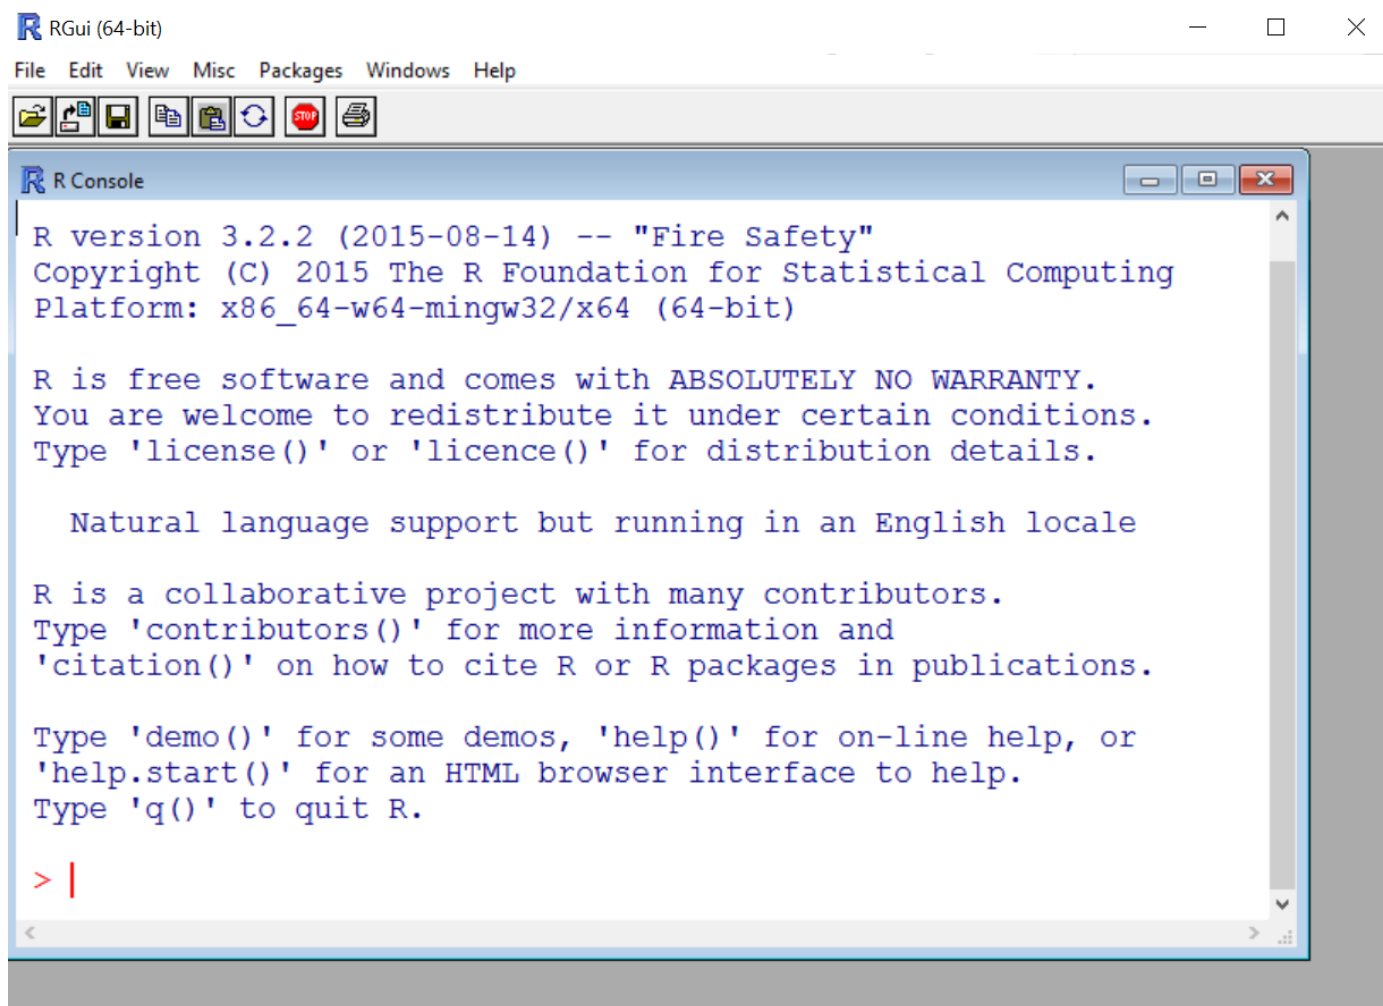 RGui (64-bit)
File Edit View Misc Packages Windows Help
STOP
R Console
R version 3.2.2 (2015-08-14) -- "Fire Safety"
Copyright (C) 2015 The R Foundation for Statistical Computing
Platform: x86_64-w64-mingw32/x64 (64-bit)
R is free software and comes with ABSOLUTELY NO WARRANTY.
You are welcome to redistribute it under certain conditions.
Type 'license()' or 'licence()' for distribution details.
Natural language support but running in an English locale
R is a collaborative project with many contributors.
Type 'contributors()' for more information and
'citation()' on how to cite R or R packages in publications.
Type 'demo()' for some demos, 'help()' for on-line help, or
'help.start()' for an HTML browser interface to help.
Type 'q()' to quit R.
>